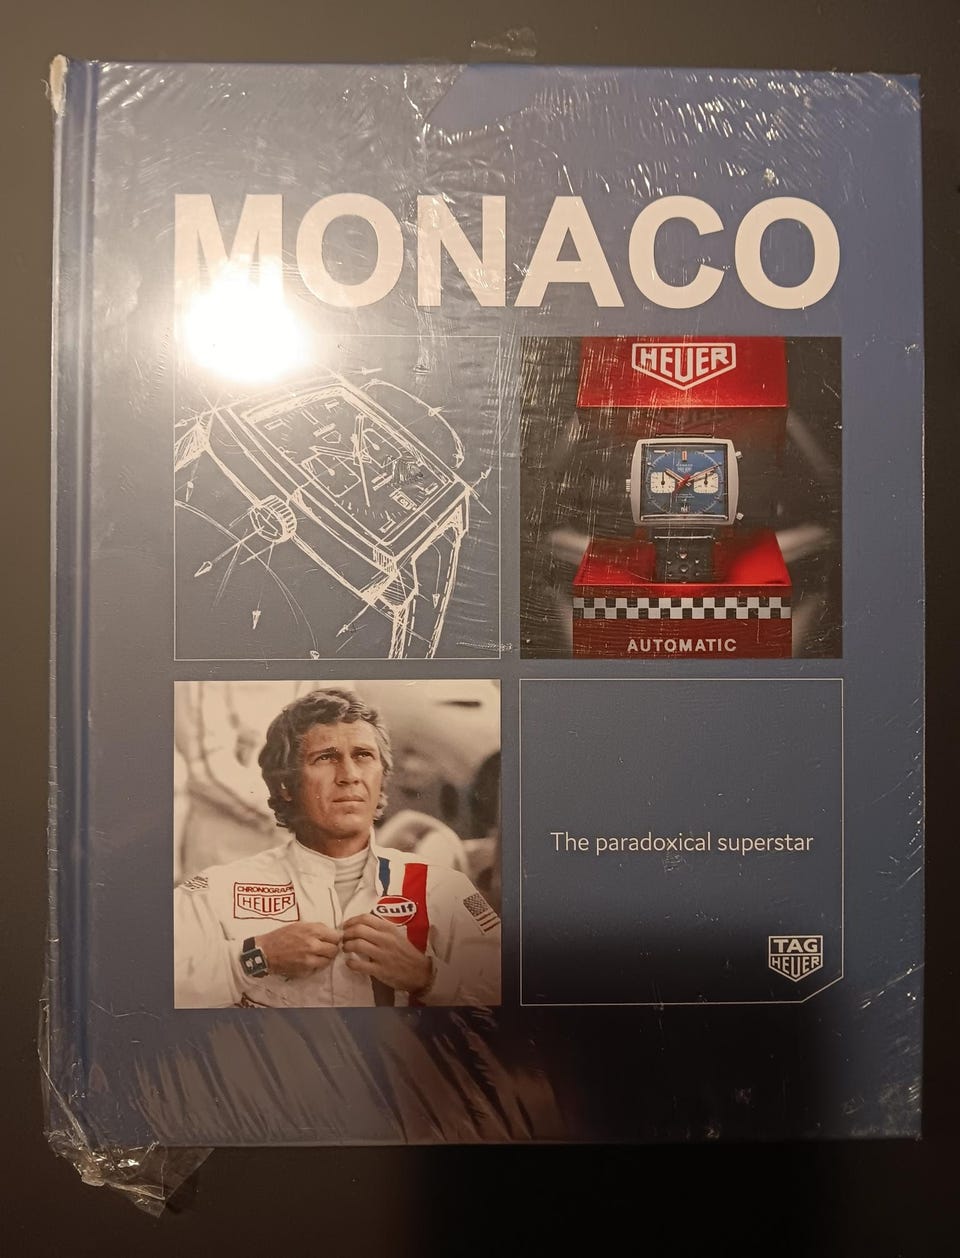 MONACO
HEUER
AUTOMATIC
CHRONOGRAPH
HEUER
Gulf
The paradoxical superstar
TAG
HEUER